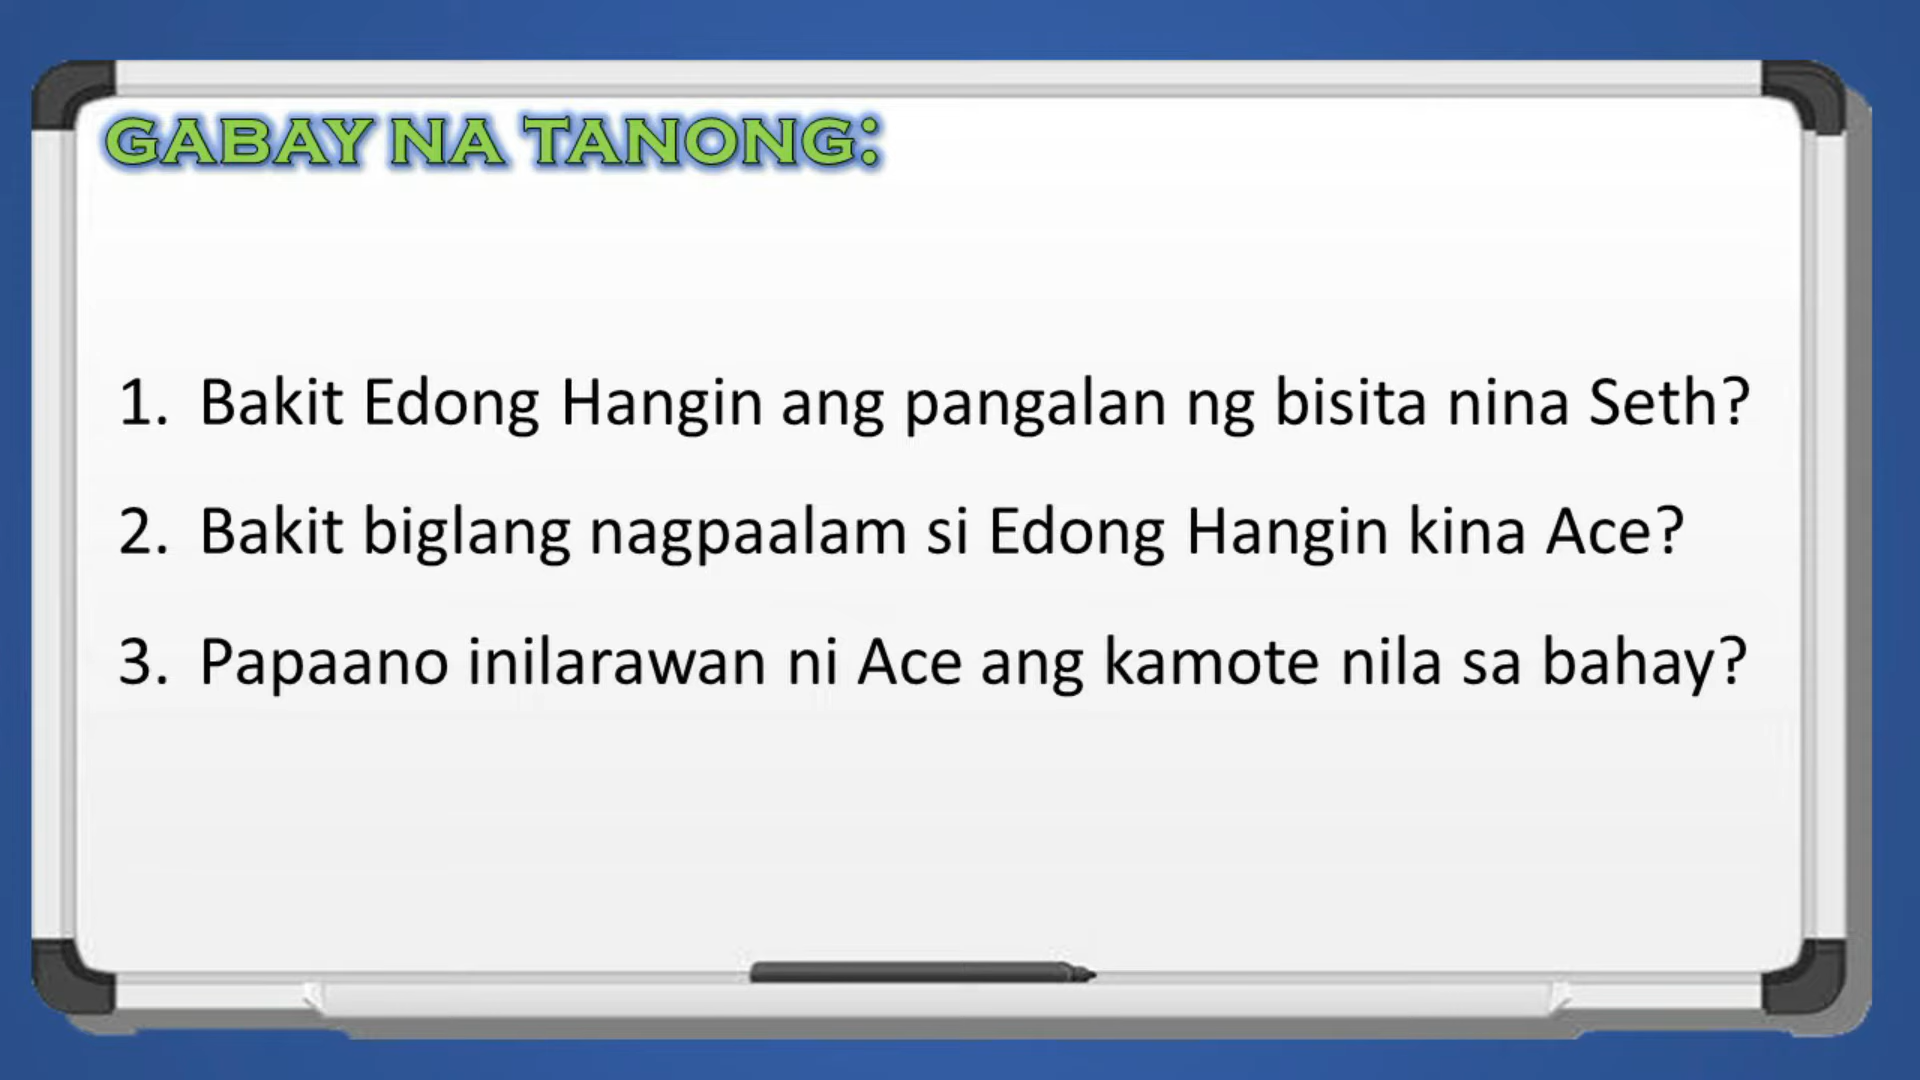 GABAY NA TANONG:
1. Bakit Edong Hangin ang pangalan ng bisita nina Seth?
2. Bakit biglang nagpaalam si Edong Hangin kina Ace?
3. Papaano inilarawan ni Ace ang kamote nila sa bahay?